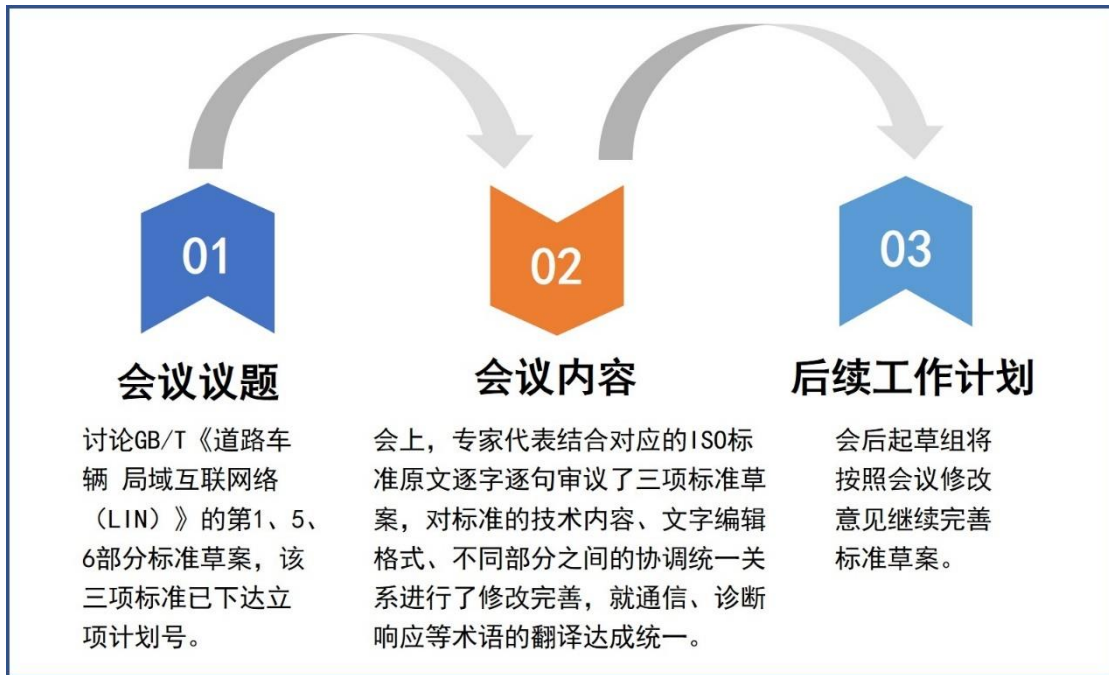 01
会议议题
讨论GB/T《道路车
辆 局域互联网络
（LIN）》的第1、5、
6部分标准草案，该
三项标准已下达立
项计划号。
02
会议内容
会上，专家代表结合对应的ISO标
准原文逐字逐句审议了三项标准草
案，对标准的技术内容、文字编辑
格式、不同部分之间的协调统一关
系进行了修改完善，就通信、诊断
响应等术语的翻译达成统一。
03
后续工作计划
会后起草组将
按照会议修改
意见继续完善
标准草案。